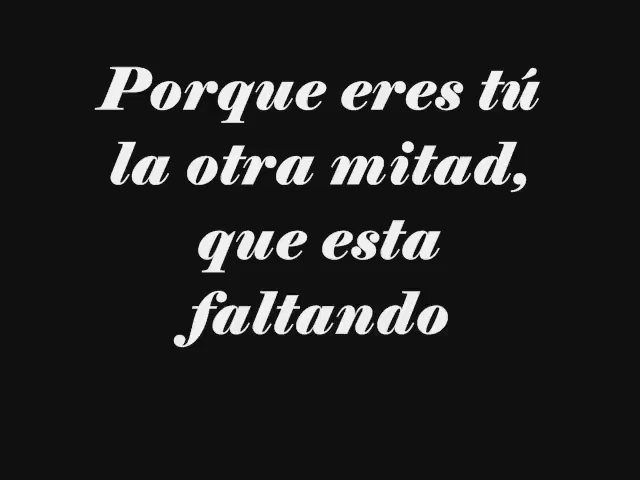 Porque eres tú
la otra mitad,
que esta
faltando